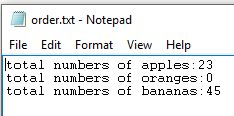 order.txt - Notepad
File Edit Format View Help
total numbers of apples:23
total numbers of oranges:0
total numbers of bananas:45